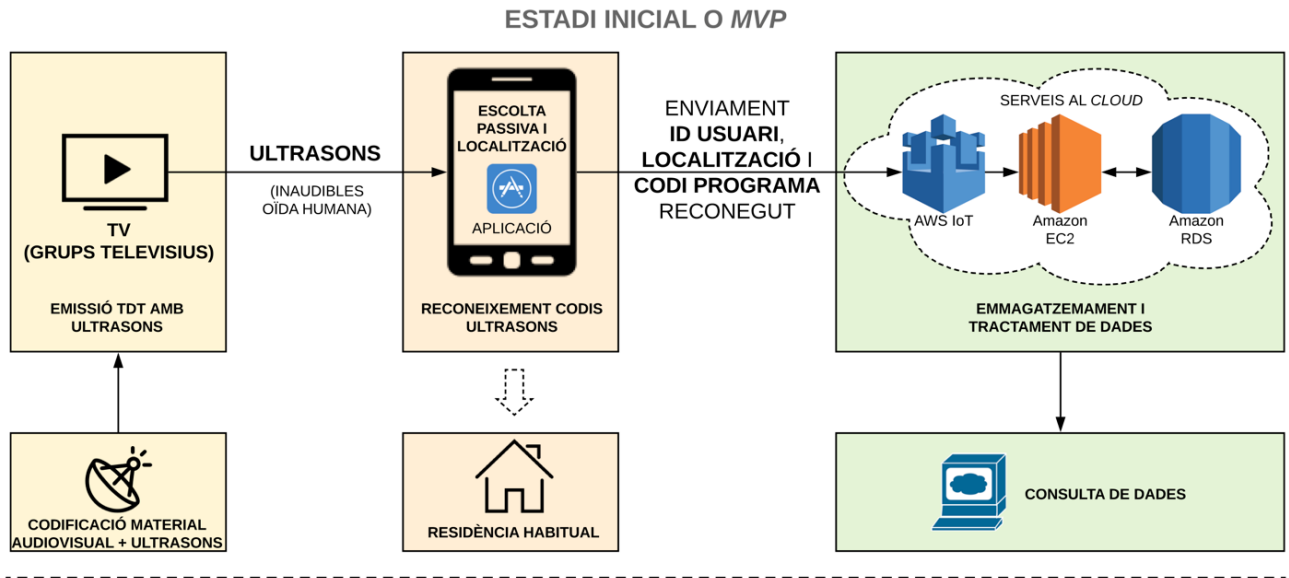 ESTADI INICIAL O MVP
TV
(GRUPS TELEVISIUS)
EMISSIÓ TDT AMB
ULTRASONS
CODIFICACIÓ MATERIAL
AUDIOVISUAL + ULTRASONS
ULTRASONS
(INAUDIBLES
OÏDA HUMANA)
ESCOLTA
PASSIVA I
LOCALITZACIÓ
APLICACIÓ
RECONEIXEMENT CODIS
ULTRASONS
RESIDÈNCIA HABITUAL
ENVIAMENT
ID USUARI,
LOCALITZACIÓ I
CODI PROGRAMA
RECONEGUT
SERVEIS AL CLOUD
AWS IoT
Amazon
EC2
Amazon
RDS
EMMAGATZEMAMENT I
TRACTAMENT DE DADES
CONSULTA DE DADES